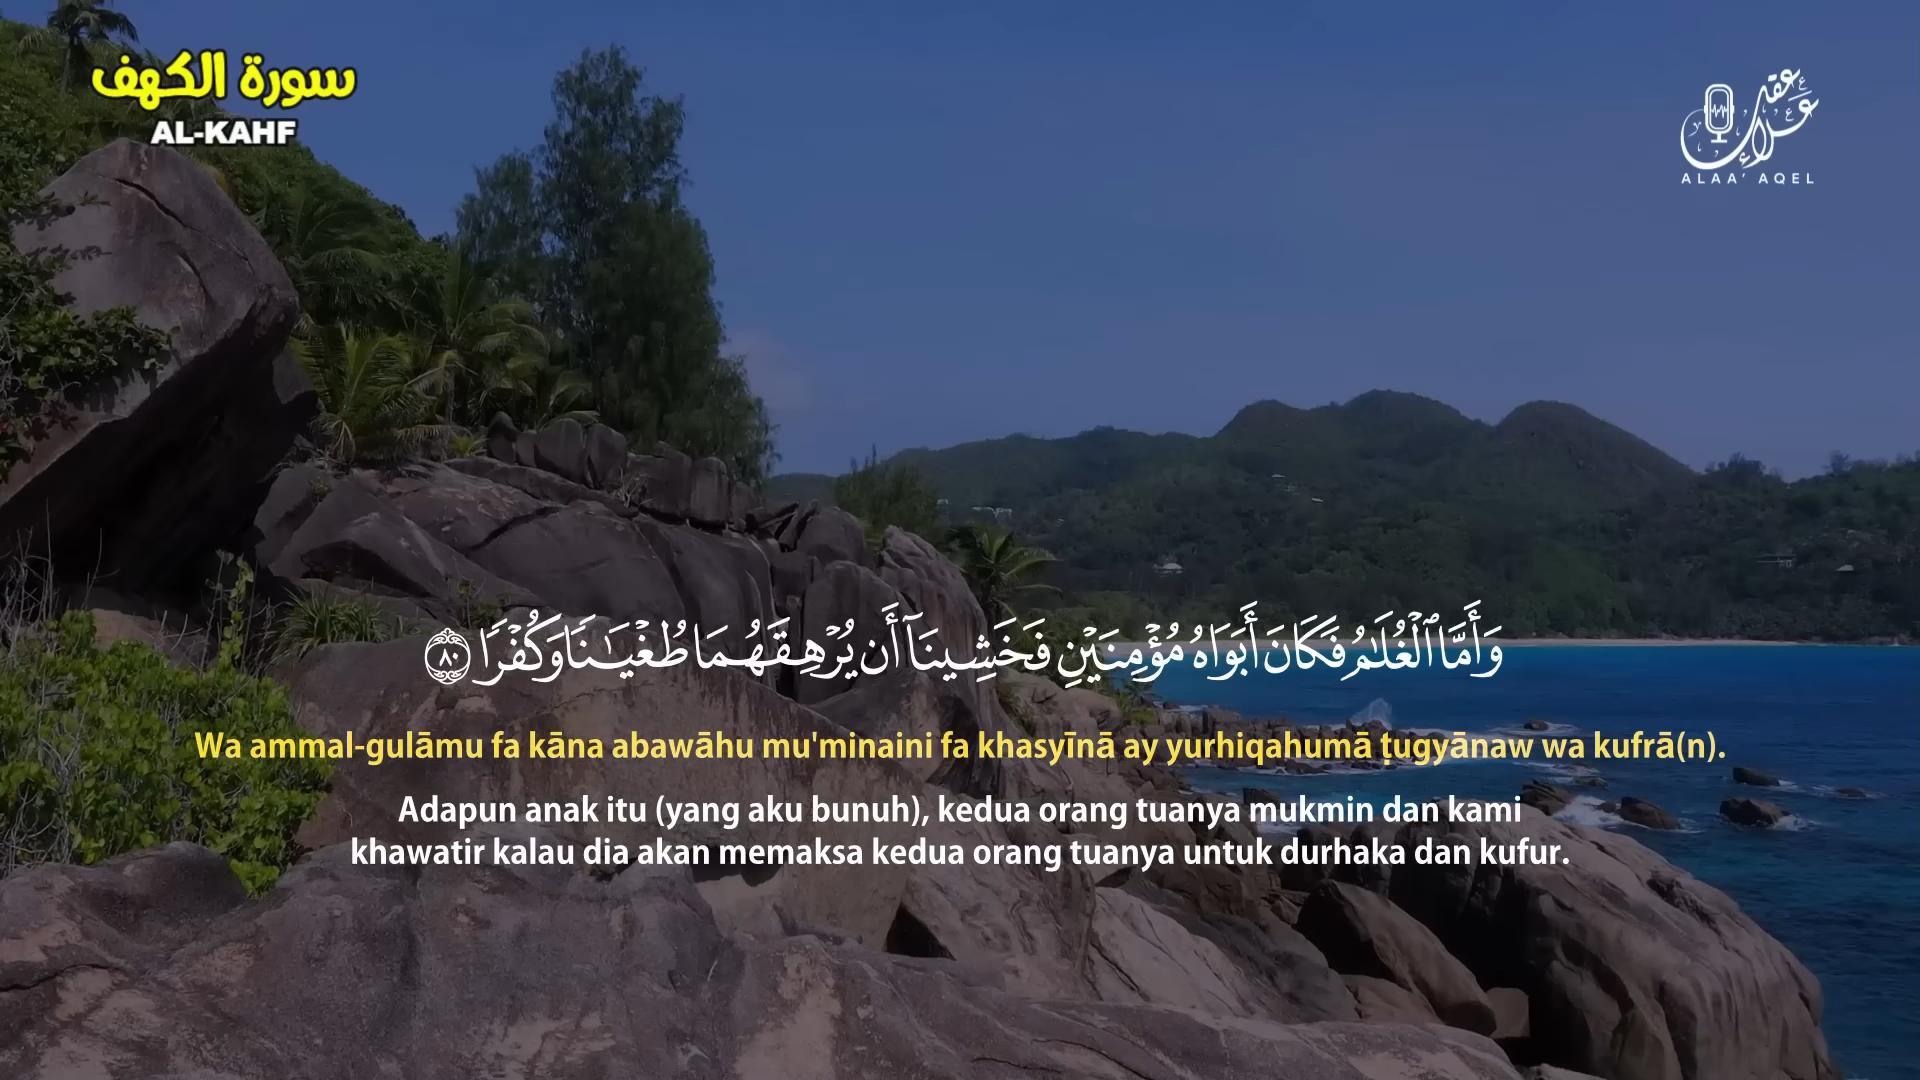 سورة الكهف
AL-KAHF
علاء عقل
ALAA' AQEL
وَأَمَّا ٱلْغُلَـٰمُ فَكَانَ أَبَوَاهُ مُؤْمِنَيْنِ فَخَشِينَآ أَن يُرْهِقَهُمَا طُغْيَـٰنًا وَكُفْرًا ٨٠
Wa ammal-gulāmu fa kāna abawāhu mu'minaini fa khasyīnā ay yurhiqahumā ṭugyānaw wa kufrā(n).
Adapun anak itu (yang aku bunuh), kedua orang tuanya mukmin dan kami
khawatir kalau dia akan memaksa kedua orang tuanya untuk durhaka dan kufur.